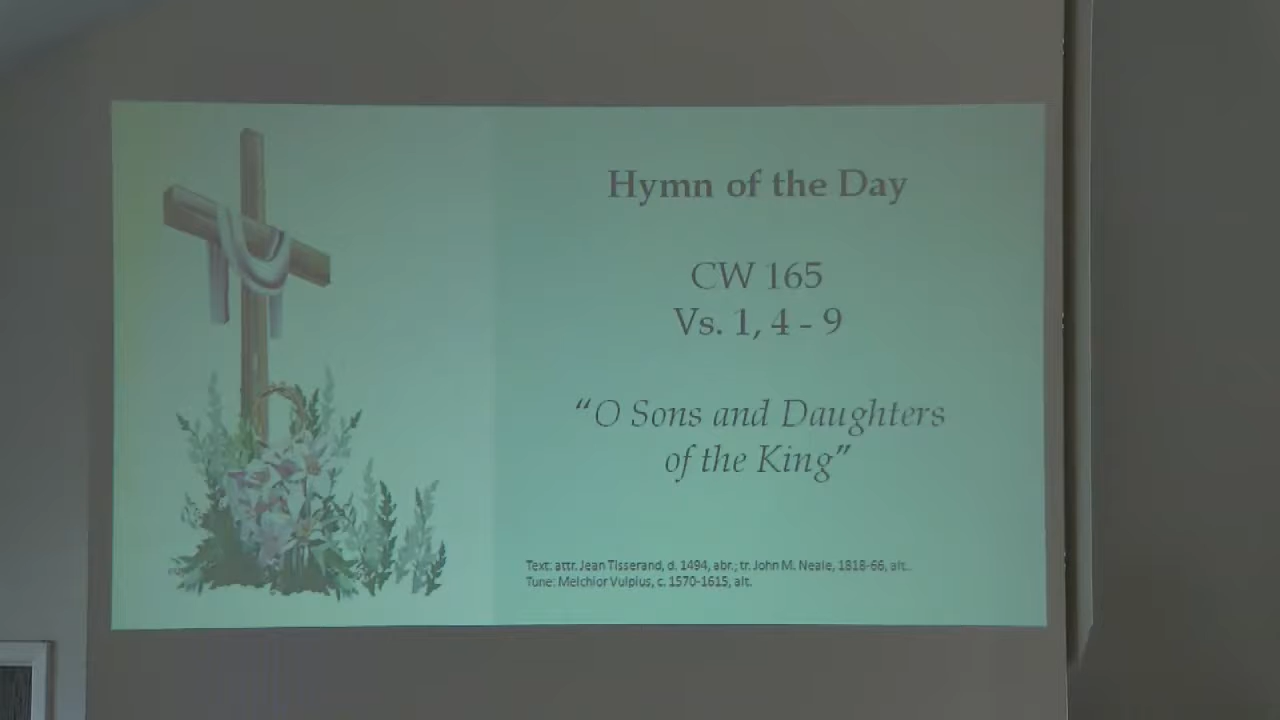 Hymn of the Day
CW 165
Vs. 1, 4 - 9
“O Sons and Daughters
of the King”
Text: attr. Jean Tisserand, d. 1494, abr.; tr. John M. Neale, 1818-66, alt.
Tune: Melchior Vulpius, c. 1570-1615, alt.